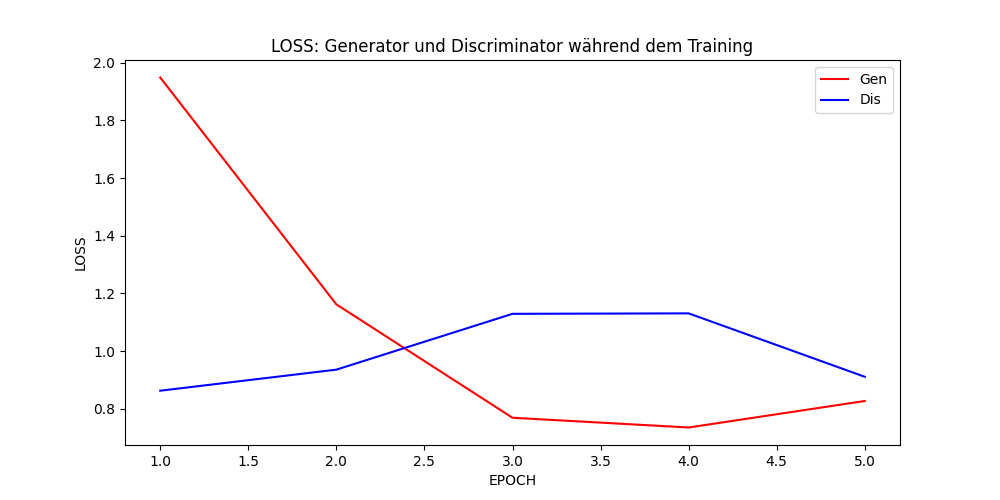 LOSS: Generator und Discriminator während dem Training
Gen
Dis
LOSS
2.0
1.8
1.6
1.4
1.2
1.0
0.8
1.0 1.5 2.0 2.5 3.0 3.5 4.0 4.5 5.0
EPOCH